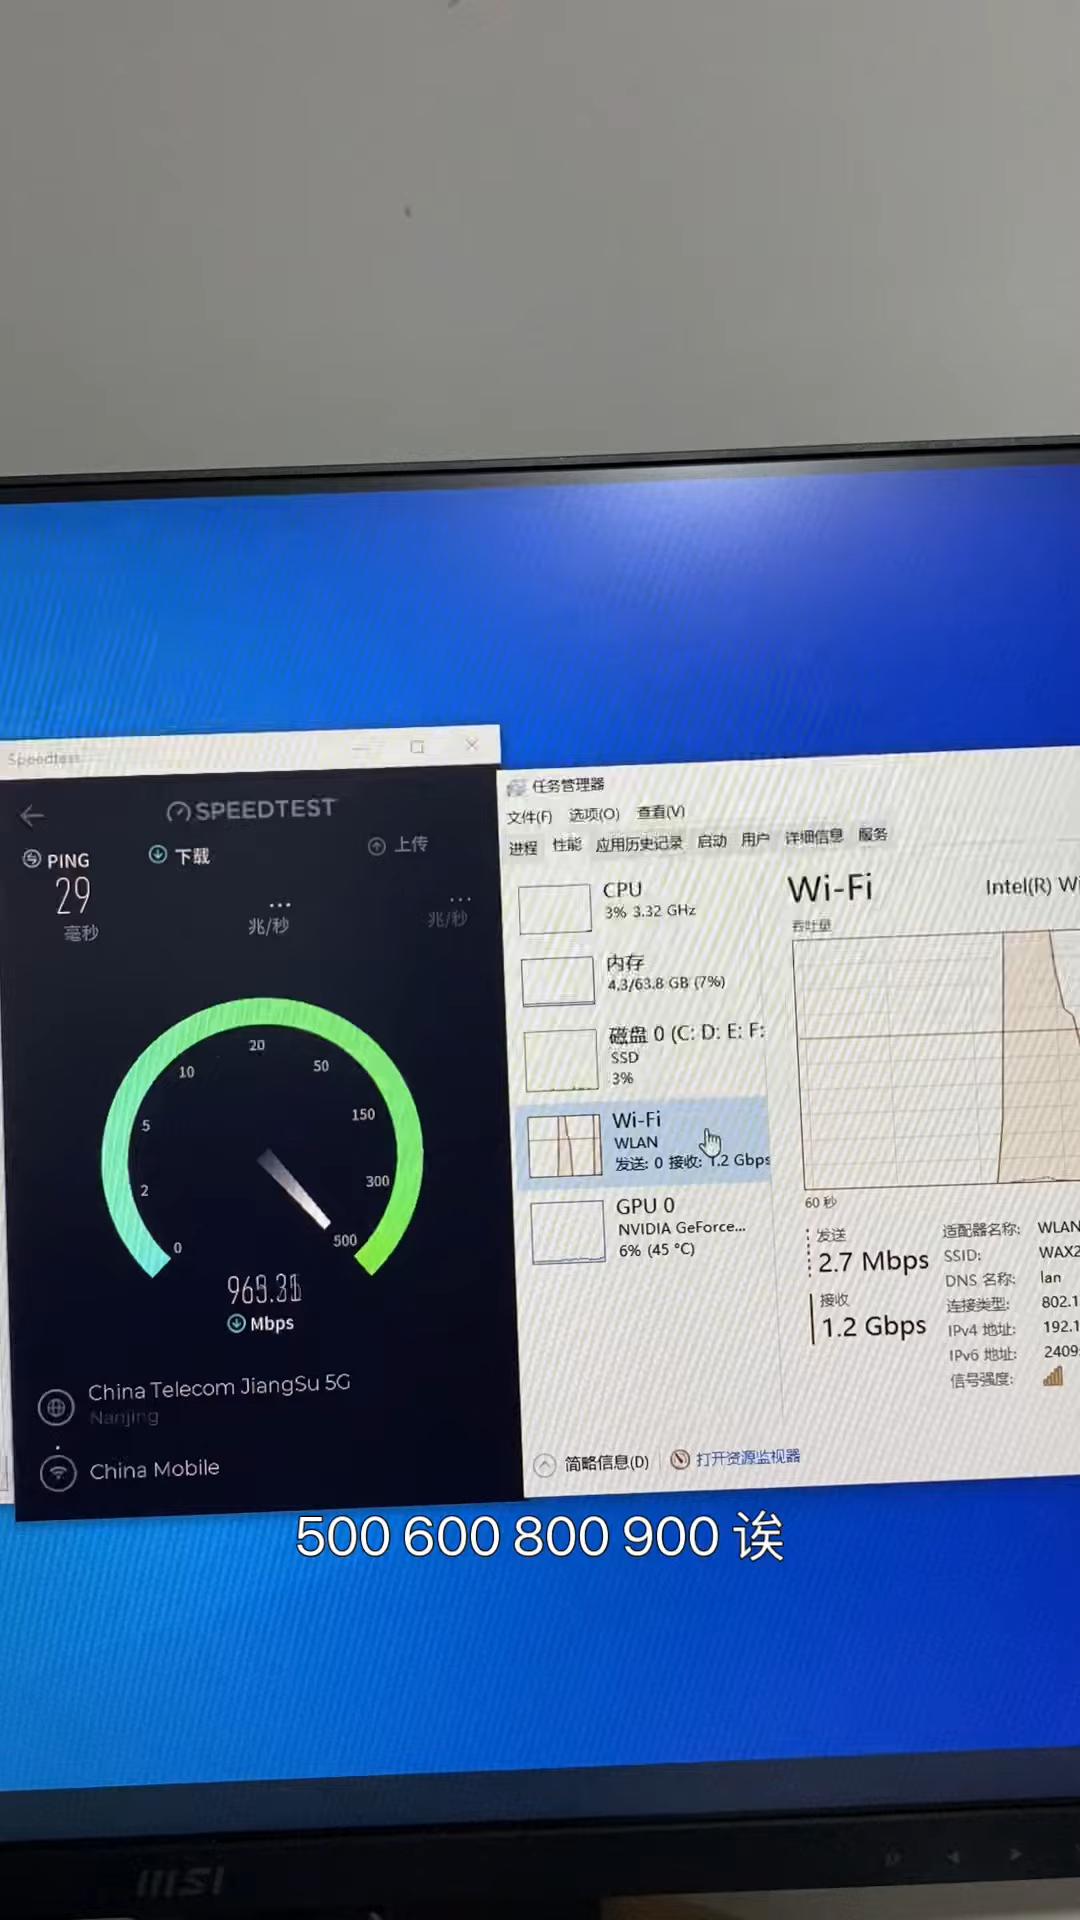 Speedtest
SPEEDTEST
PING
29
毫秒
下载
...
兆/秒
上传
...
兆/秒
0
2
5
10
20
50
150
300
500
Mbps
China Telecom JiangSu 5G
Nanjing
China Mobile
任务管理器
文件(F) 选项(O) 查看(V)
进程 性能 应用历史记录 启动 用户 详细信息 服务
CPU
3% 3.32 GHz
内存
4.3/63.8 GB (7%)
磁盘 0 (C: D: E: F:
SSD
3%
Wi-Fi
WLAN
发送: 0 接收: 1.2 Gbps
GPU 0
NVIDIA GeForce...
6% (45 °C)
Wi-Fi
Intel(R) Wi
吞吐量
60 秒
发送
2.7 Mbps
接收
1.2 Gbps
适配器名称: WLAN
SSID: WAX2
DNS 名称: lan
连接类型: 802.1
IPv4 地址: 192.1
IPv6 地址: 2409:
信号强度:
简略信息(D) 打开资源监视器
500 600 800 900 诶
msi